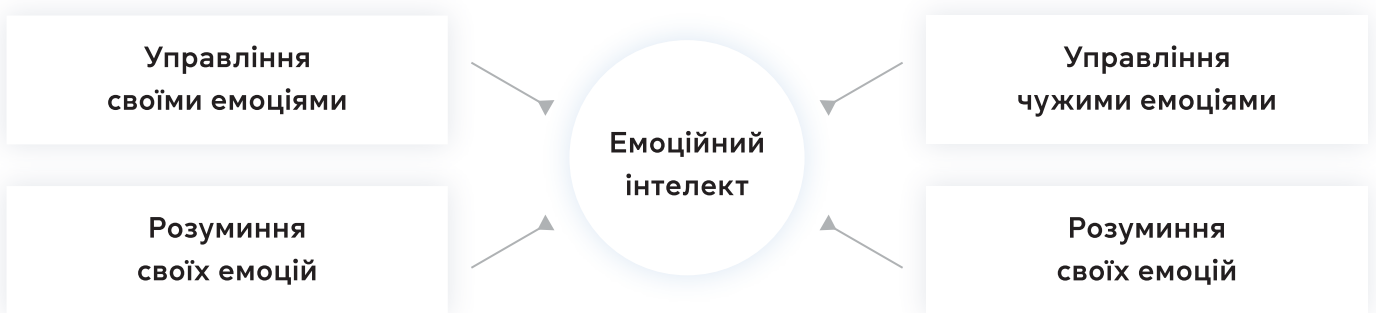 Управління
своїми емоціями
Управління
чужими емоціями
Емоційний
інтелект
Розуминня
своїх емоцій
Розуминня
своїх емоцій